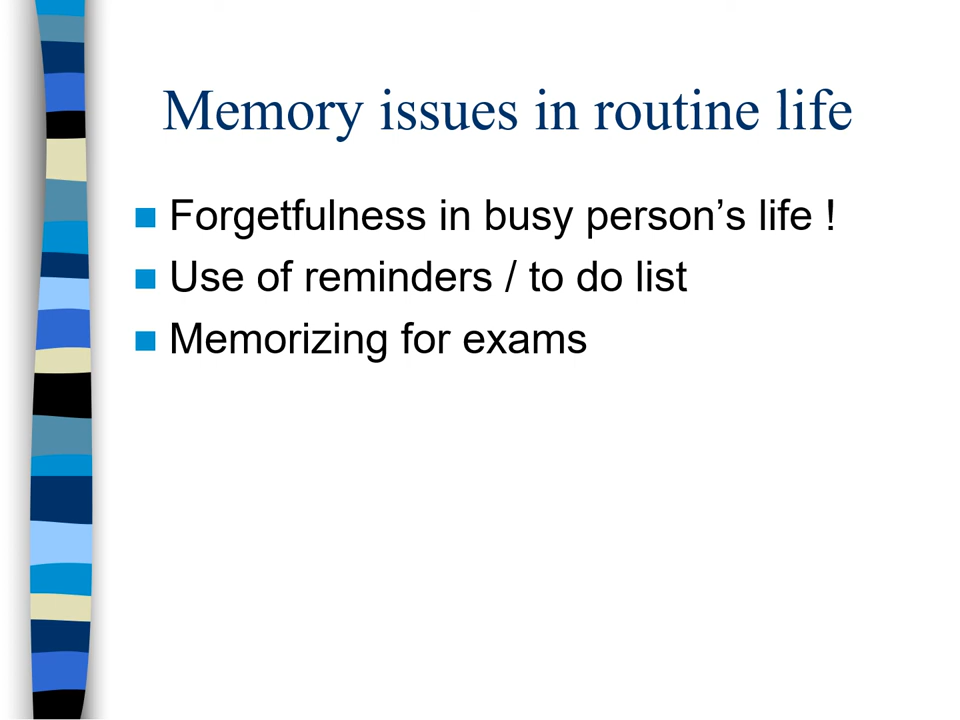 Memory issues in routine life
Forgetfulness in busy person’s life !
Use of reminders / to do list
Memorizing for exams